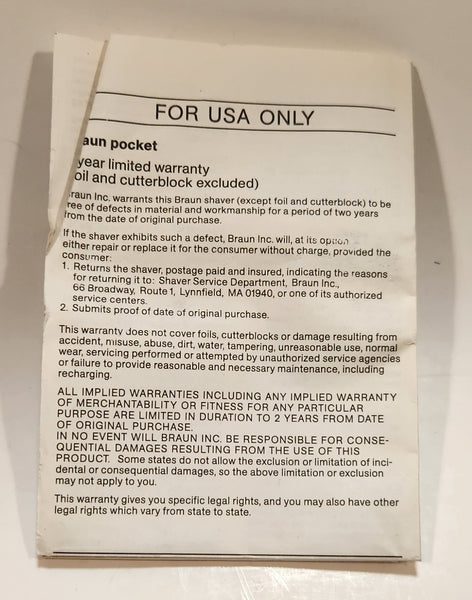 FOR USA ONLY
aun pocket
year limited warranty
oil and cutterblock excluded)
raun Inc. warrants this Braun shaver (except foil and cutterblock) to be
ree of defects in material and workmanship for a period of two years
from the date of original purchase.
If the shaver exhibits such a defect, Braun Inc. will, at its option
either repair or replace it for the consumer without charge, provided the
consumer:
1. Returns the shaver, postage paid and insured, indicating the reasons
for returning it to: Shaver Service Department, Braun Inc.,
66 Broadway, Route 1, Lynnfield, MA 01940, or one of its authorized
service centers.
2. Submits proof of date of original purchase.
This warranty does not cover foils, cutterblocks or damage resulting from
accident, misuse, abuse, dirt, water, tampering, unreasonable use, normal
wear, servicing performed or attempted by unauthorized service agencies
or failure to provide reasonable and necessary maintenance, including
recharging.
ALL IMPLIED WARRANTIES INCLUDING ANY IMPLIED WARRANTY
OF MERCHANTABILITY OR FITNESS FOR ANY PARTICULAR
PURPOSE ARE LIMITED IN DURATION TO 2 YEARS FROM DATE
OF ORIGINAL PURCHASE.
IN NO EVENT WILL BRAUN INC. BE RESPONSIBLE FOR CONSE-
QUENTIAL DAMAGES RESULTING FROM THE USE OF THIS
PRODUCT. Some states do not allow the exclusion or limitation of inci-
dental or consequential damages, so the above limitation or exclusion
may not apply to you.
This warranty gives you specific legal rights, and you may also have other
legal rights which vary from state to state.